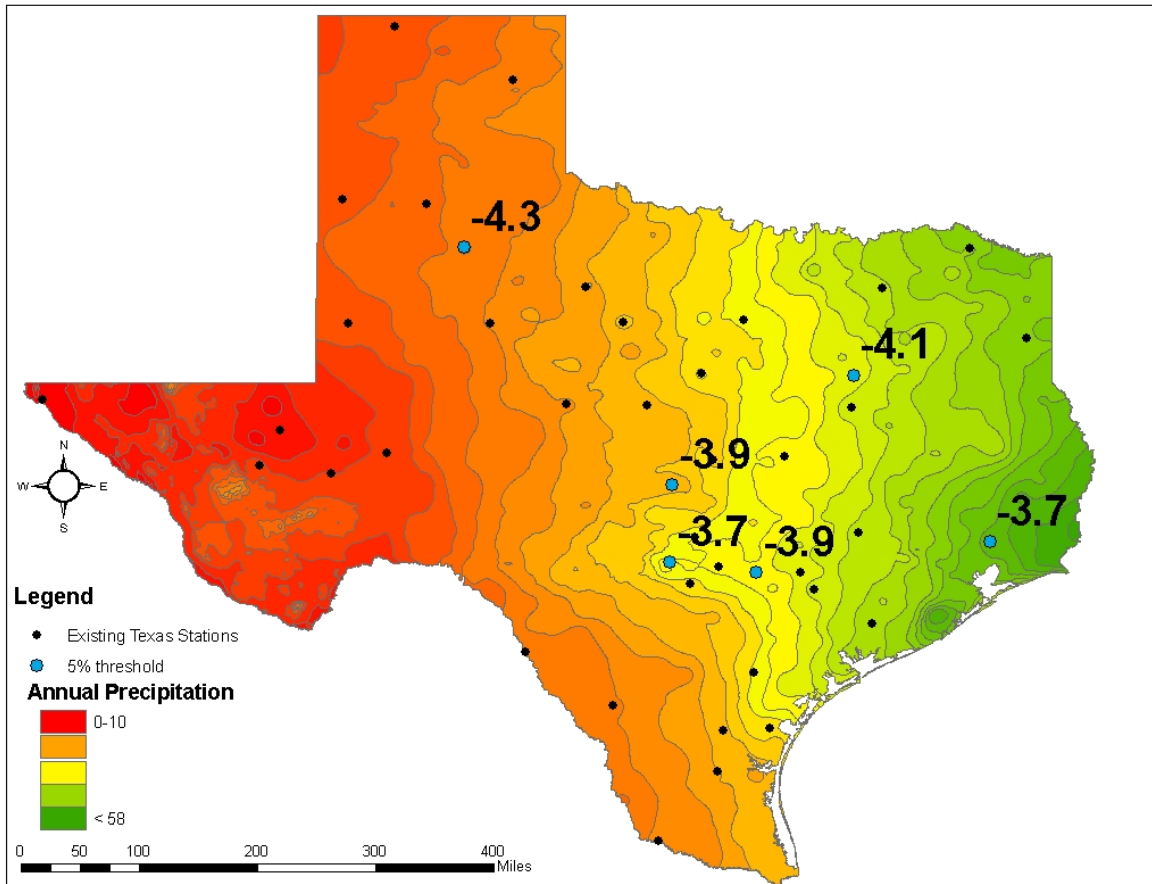 -4.3
-4.1
-3.9
-3.7
-3.7
-3.9
N
W E
S
Legend
Existing Texas Stations
5% threshold
Annual Precipitation
0-10
< 58
0 50 100 200 300 400
Miles